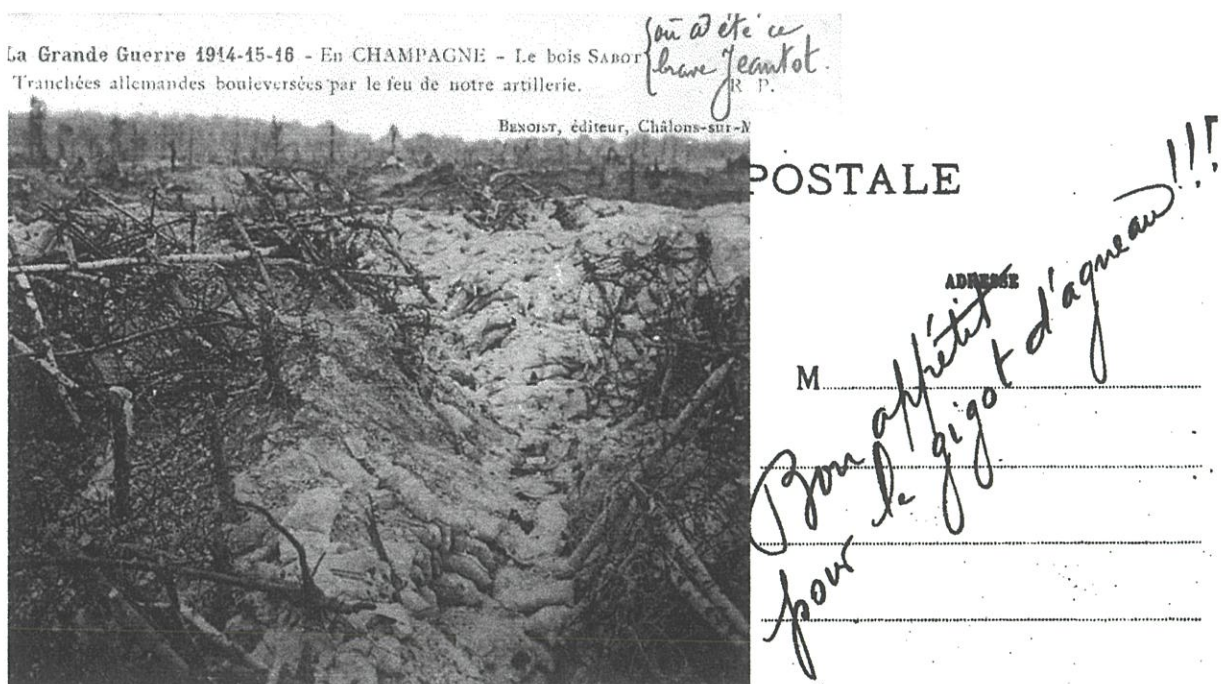 La Grande Guerre 1914-15-16 - En CHAMPAGNE - Le bois SABOT
Tranchées allemandes bouleversées par le feu de notre artillerie.
R P.
où a été ce
brave Jeantot.
BENOIST, éditeur, Châlons-sur-M
POSTALE
ADRESSE
M
Bon appétit
pour le gigot d'agneau!!!